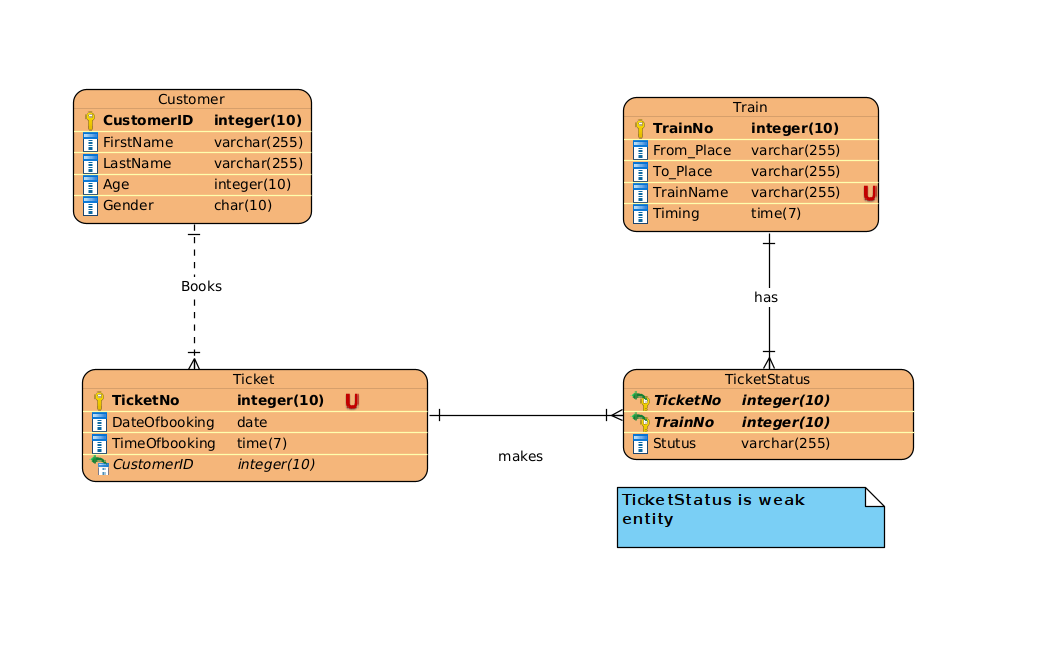 Customer
CustomerID integer(10)
FirstName varchar(255)
LastName varchar(255)
Age integer(10)
Gender char(10)
Train
TrainNo integer(10)
From_Place varchar(255)
To_Place varchar(255)
TrainName varchar(255) U
Timing time(7)
Books
has
Ticket
TicketNo integer(10) U
DateOfbooking date
TimeOfbooking time(7)
CustomerID integer(10)
makes
TicketStatus
TicketNo integer(10)
TrainNo integer(10)
Stutus varchar(255)
TicketStatus is weak
entity